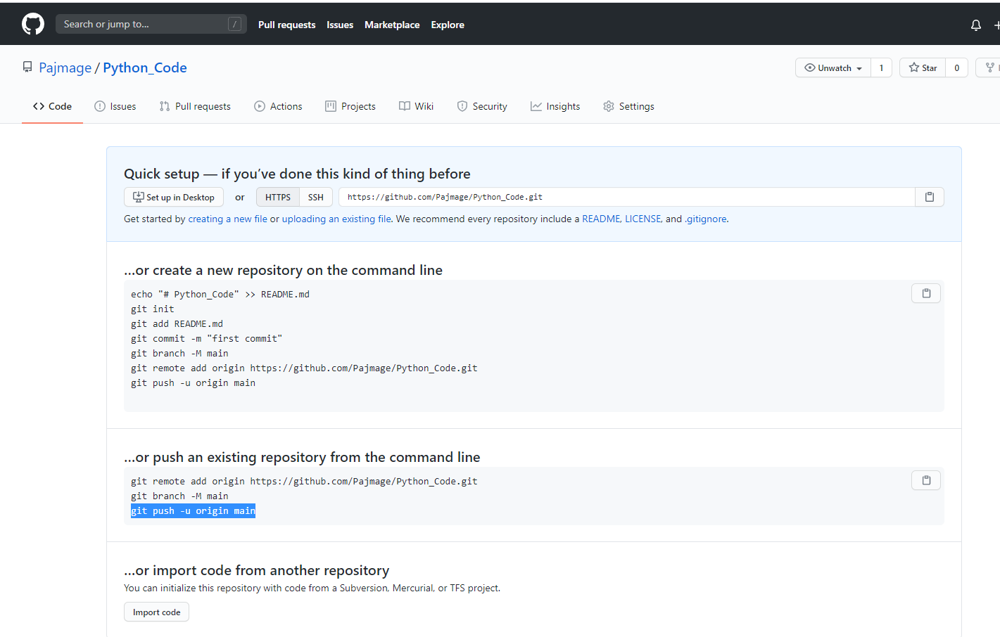 Search or jump to... /
Pull requests Issues Marketplace Explore
Pajmage / Python_Code
Unwatch 1 Star 0
Code Issues Pull requests Actions Projects Wiki Security Insights Settings
Quick setup — if you’ve done this kind of thing before
Set up in Desktop or HTTPS SSH https://github.com/Pajmage/Python_Code.git
Get started by creating a new file or uploading an existing file. We recommend every repository include a README, LICENSE, and .gitignore.
…or create a new repository on the command line
echo "# Python_Code" >> README.md
git init
git add README.md
git commit -m "first commit"
git branch -M main
git remote add origin https://github.com/Pajmage/Python_Code.git
git push -u origin main
…or push an existing repository from the command line
git remote add origin https://github.com/Pajmage/Python_Code.git
git branch -M main
git push -u origin main
…or import code from another repository
You can initialize this repository with code from a Subversion, Mercurial, or TFS project.
Import code